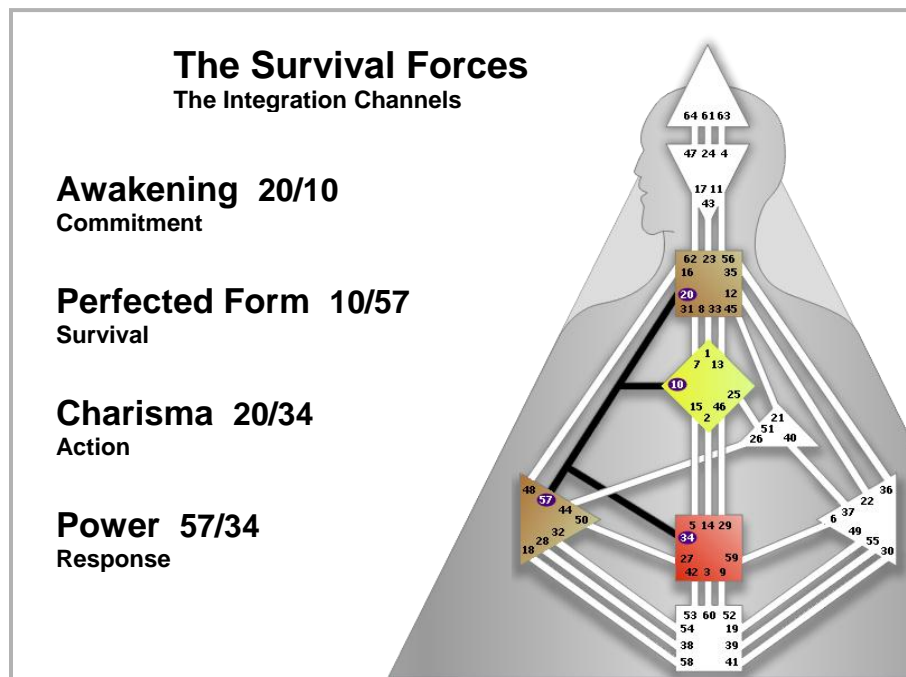 The Survival Forces
The Integration Channels
Awakening 20/10
Commitment
Perfected Form 10/57
Survival
Charisma 20/34
Action
Power 57/34
Response
64 61 63
47 24 4
17 11
43
62 23 56
16 35
20 12
31 8 33 45
1
7 13
10 25
15 46
2
21
51
26 40
48
57
44
50
32
28
18
5 14 29
34
27 59
42 3 9
36
22
37
6
49
55
30
53 60 52
54 19
38 39
58 41